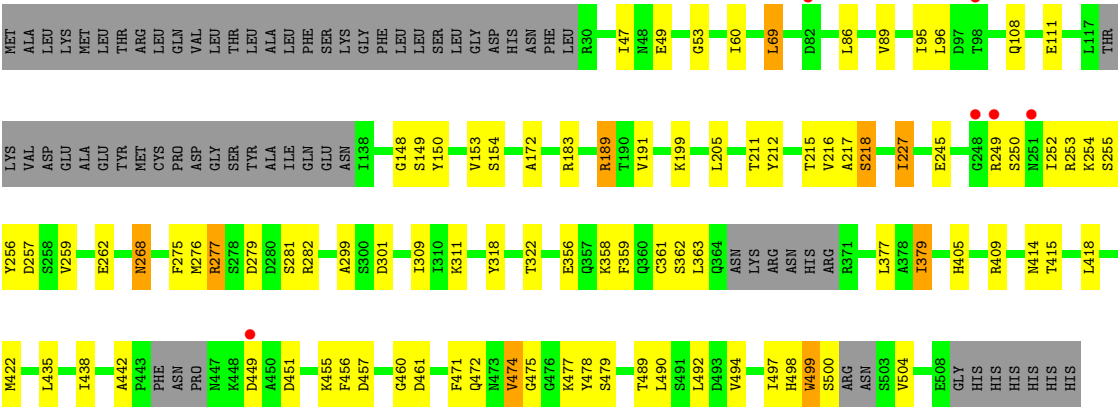 MET ALA LEU LYS MET LEU THR ARG LEU GLN VAL LEU THR LEU ALA LEU PHE SER LYS GLY PHE LEU LEU SER LEU GLY ASP HIS ASN PHE LEU R30 I47 N48 E49 G53 I60 L69 D82 L86 V89 I95 L96 D97 T98 Q108 E111 L117 THR
LYS VAL ASP GLU ALA GLU TYR MET CYS PRO ASP GLY SER TYR ALA ILE GLN GLU ASN I138 G148 S149 Y150 V153 S154 A172 R183 R189 T190 V191 K199 L205 T211 Y212 T215 V216 A217 S218 I227 E245 G248 R249 S250 N251 I252 R253 K254 S255
Y256 D257 S258 V259 E262 N268 F275 M276 R277 S278 D279 D280 S281 R282 A299 S300 D301 I309 I310 K311 Y318 T322 E356 Q357 K358 F359 Q360 C361 S362 L363 Q364 ASN LYS ARG ASN HIS ARG R371 L377 A378 I379 H405 R409 N414 T415 L418
M422 L435 I438 A442 P443 PHE ASN PRO N447 K448 D449 D451 K455 F456 D457 G460 D461 F471 Q472 N473 V474 G475 G476 K477 Y478 S479 T489 L490 S491 L492 D493 V494 I497 H498 W499 S500 ARG ASN S503 V504 E508 GLY HIS HIS HIS HIS HIS HIS